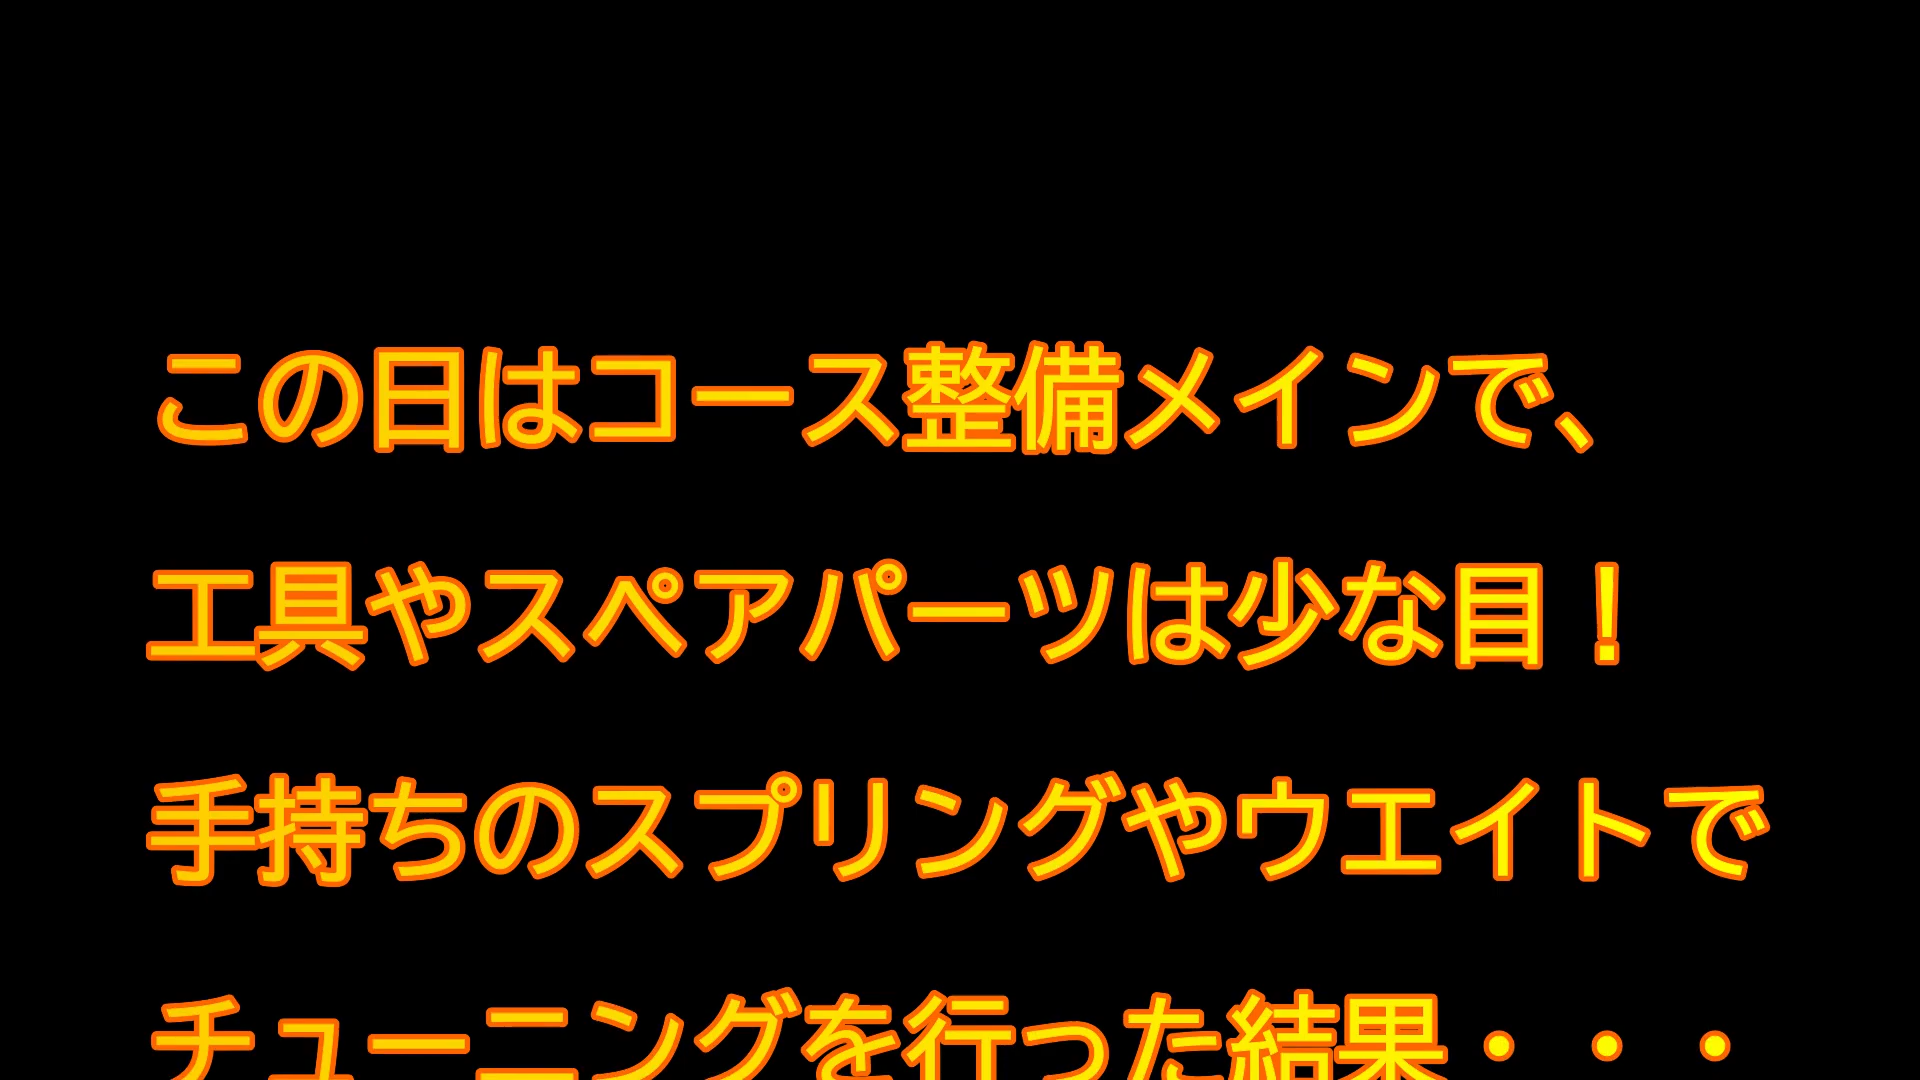 この日はコース整備メインで、
工具やスペアパーツは少な目！
手持ちのスプリングやウエイトで
チューニングを行った結果・・・